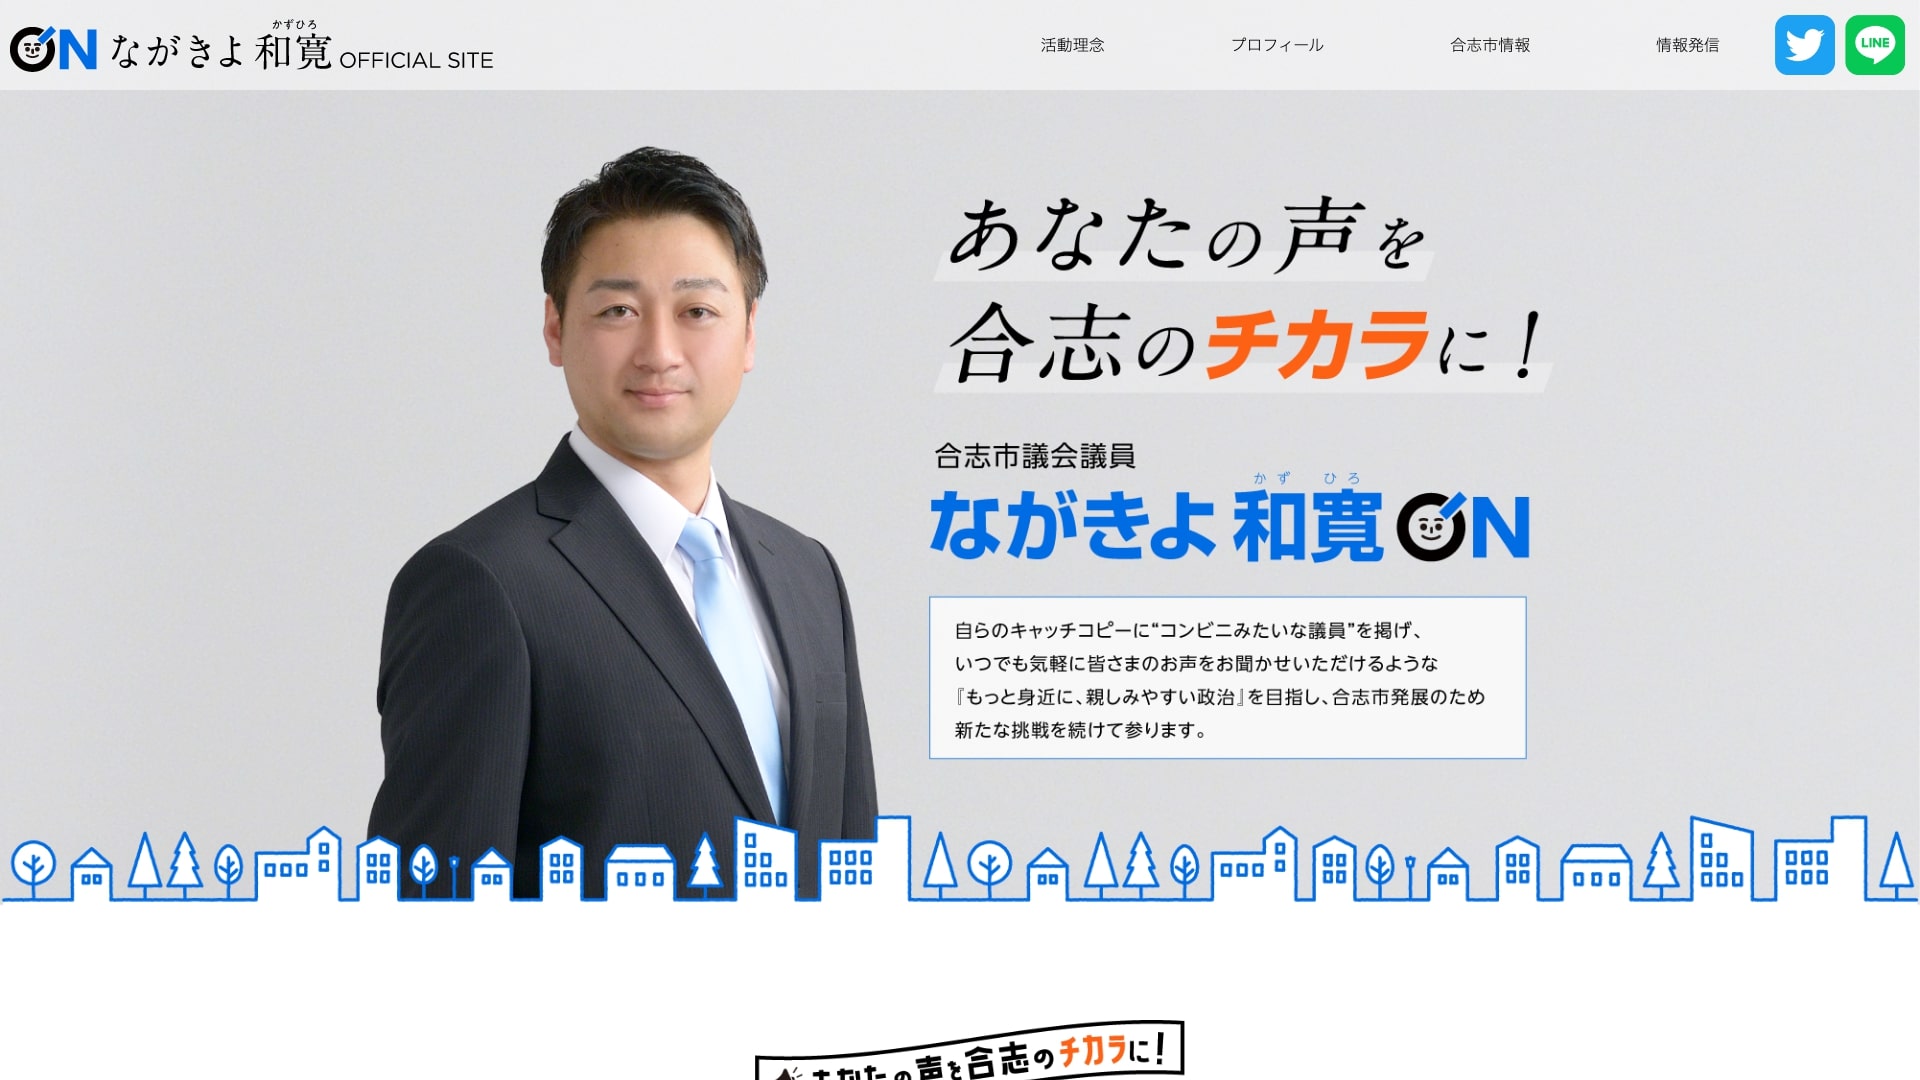 かずひろ
ON ながきよ 和寛 OFFICIAL SITE
活動理念
プロフィール
合志市情報
情報発信
LINE
あなたの声を
合志のチカラに!
合志市議会議員
かず ひろ
ながきよ 和寛 ON
自らのキャッチコピーに“コンビニみたいな議員”を掲げ、
いつでも気軽に皆さまのお声をお聞かせいただけるような
『もっと身近に、親しみやすい政治』を目指し、合志市発展のため
新たな挑戦を続けて参ります。
あなたの声を合志のチカラに!